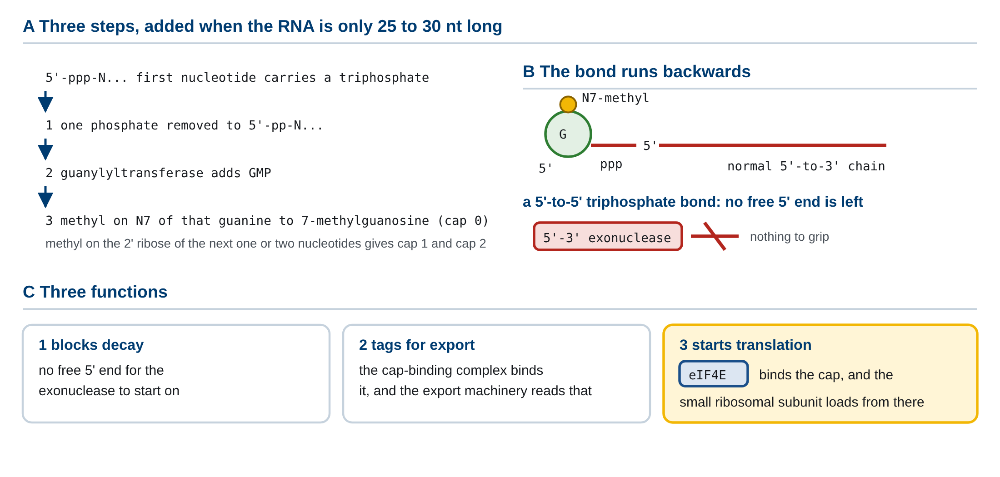 A Three steps, added when the RNA is only 25 to 30 nt long
5'-ppp-N... first nucleotide carries a triphosphate
1 one phosphate removed to 5'-pp-N...
2 guanylyltransferase adds GMP
3 methyl on N7 of that guanine to 7-methylguanosine (cap 0)
methyl on the 2' ribose of the next one or two nucleotides gives cap 1 and cap 2
B The bond runs backwards
N7-methyl
G
5'
5'
ppp
normal 5'-to-3' chain
a 5'-to-5' triphosphate bond: no free 5' end is left
5'-3' exonuclease
nothing to grip
C Three functions
1 blocks decay
no free 5' end for the
exonuclease to start on
2 tags for export
the cap-binding complex binds
it, and the export machinery reads that
3 starts translation
eIF4E binds the cap, and the
small ribosomal subunit loads from there